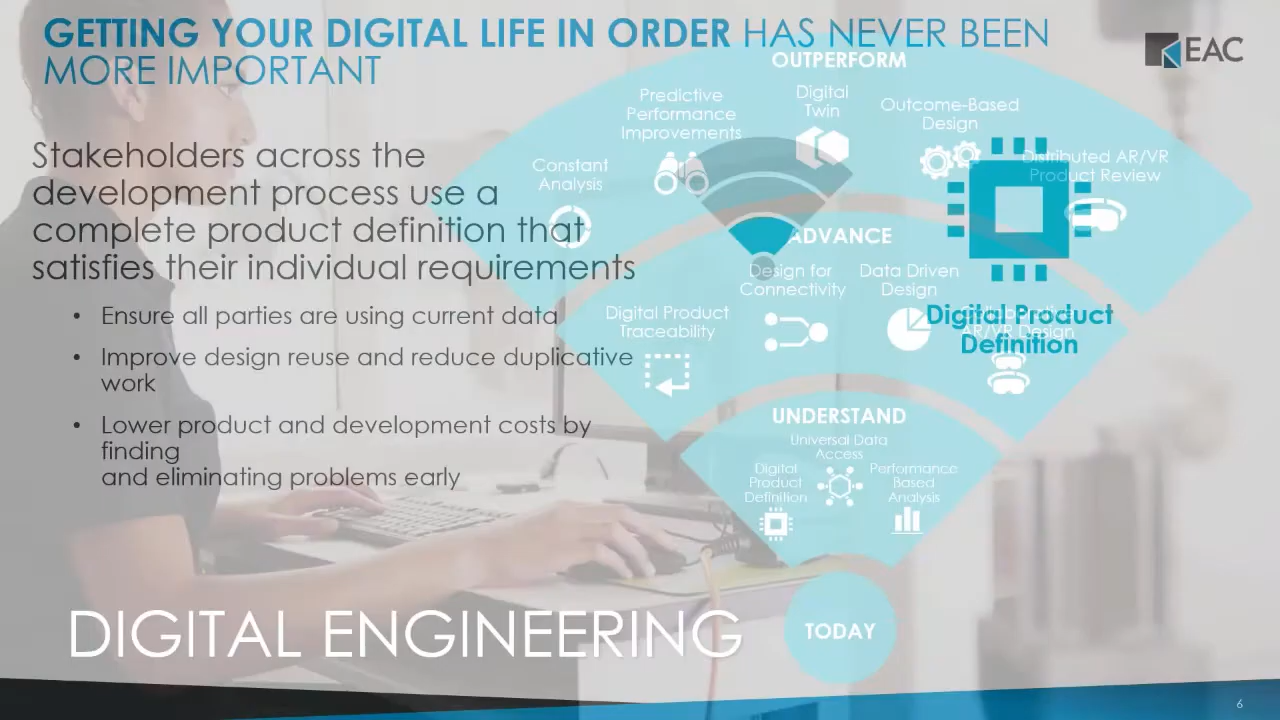 GETTING YOUR DIGITAL LIFE IN ORDER HAS NEVER BEEN
MORE IMPORTANT
EAC
Stakeholders across the
development process use a
complete product definition that
satisfies their individual requirements
• Ensure all parties are using current data
• Improve design reuse and reduce duplicative
work
• Lower product and development costs by
finding
and eliminating problems early
DIGITAL ENGINEERING
OUTPERFORM
Constant
Analysis
Predictive
Performance
Improvements
Digital
Twin
Outcome-Based
Design
Distributed AR/VR
Product Review
ADVANCE
Digital Product
Traceability
Design for
Connectivity
Data Driven
Design
Collaborative
AR/VR Design
Digital Product
Definition
UNDERSTAND
Universal Data
Access
Digital
Product
Definition
Performance
Based
Analysis
TODAY
6